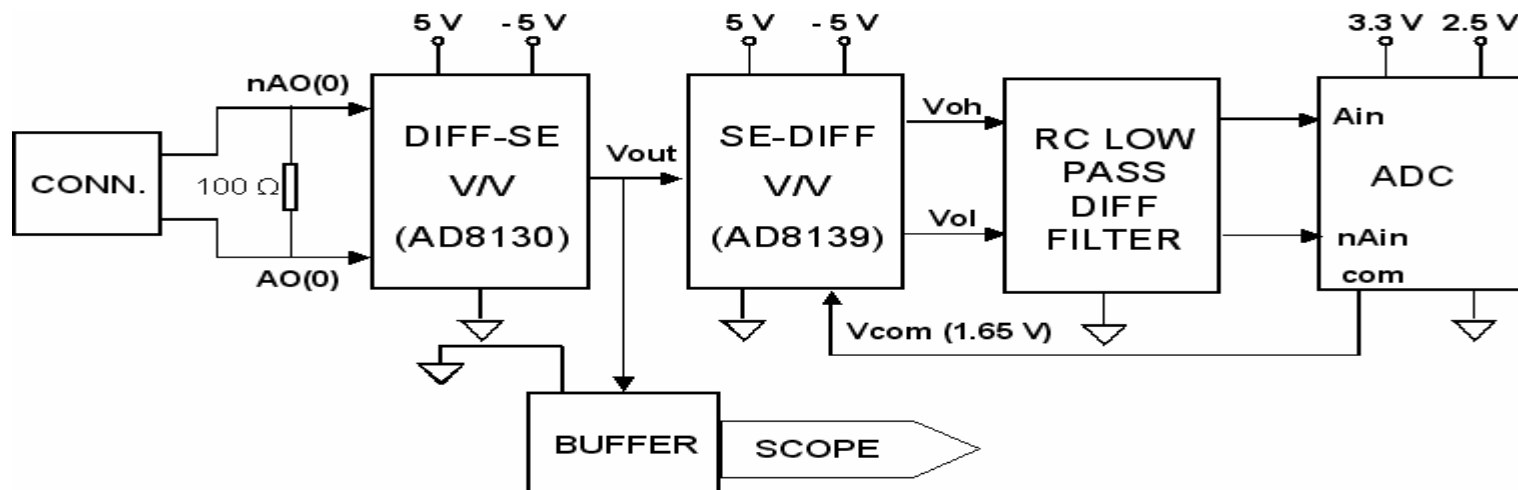 5 V - 5 V
5 V - 5 V
3.3 V 2.5 V
nAO(0)
CONN.
100 Ω
AO(0)
DIFF-SE
V/V
(AD8130)
Vout
SE-DIFF
V/V
(AD8139)
Voh
Vol
RC LOW
PASS
DIFF
FILTER
Ain
ADC
nAin
com
Vcom (1.65 V)
BUFFER
SCOPE